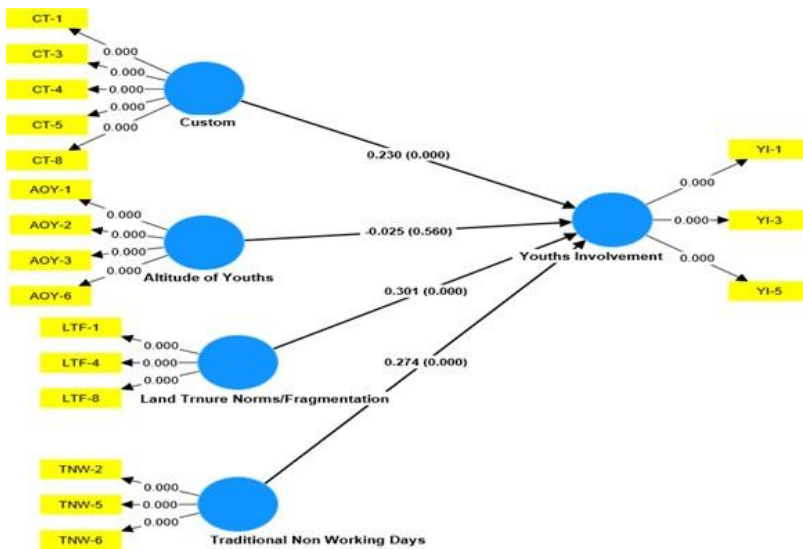 CT-1
0.000
CT-3
0.000
CT-4
0.000
CT-5
0.000
CT-8
0.000
Custom
0.230 (0.000)
AOY-1
0.000
AOY-2
0.000
AOY-3
0.000
AOY-6
0.000
Altitude of Youths
-0.025 (0.560)
LTF-1
0.000
LTF-4
0.000
LTF-8
0.000
Land Trnure Norms/Fragmentation
0.301 (0.000)
TNW-2
0.000
TNW-5
0.000
TNW-6
0.000
Traditional Non Working Days
0.274 (0.000)
Youths Involvement
YI-1
0.000
YI-3
0.000
YI-5
0.000